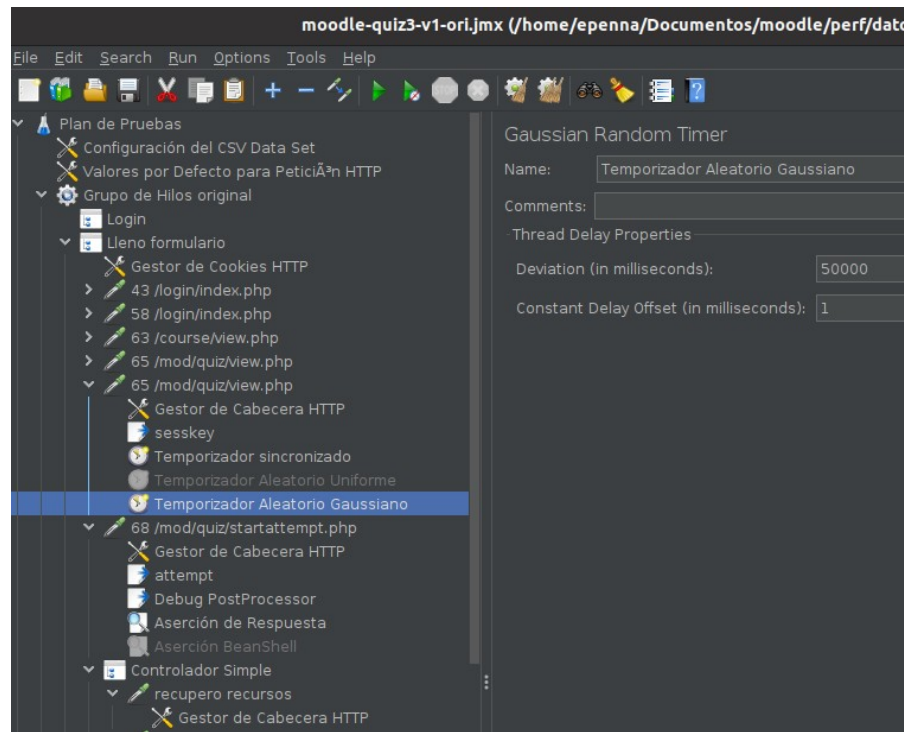 moodle-quiz3-v1-ori.jmx (/home/epenna/Documentos/moodle/perf/dato
File Edit Search Run Options Tools Help
Plan de Pruebas
Configuración del CSV Data Set
Valores por Defecto para PeticiÃ³n HTTP
Grupo de Hilos original
Login
Lleno formulario
Gestor de Cookies HTTP
43 /login/index.php
58 /login/index.php
63 /course/view.php
65 /mod/quiz/view.php
65 /mod/quiz/view.php
Gestor de Cabecera HTTP
sesskey
Temporizador sincronizado
Temporizador Aleatorio Uniforme
Temporizador Aleatorio Gaussiano
68 /mod/quiz/startattempt.php
Gestor de Cabecera HTTP
attempt
Debug PostProcessor
Aserción de Respuesta
Aserción BeanShell
Controlador Simple
recupero recursos
Gestor de Cabecera HTTP
Gaussian Random Timer
Name: Temporizador Aleatorio Gaussiano
Comments:
Thread Delay Properties
Deviation (in milliseconds): 50000
Constant Delay Offset (in milliseconds): 1